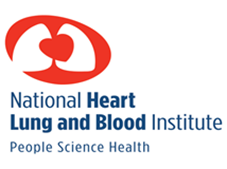 National Heart
Lung and Blood Institute
People Science Health